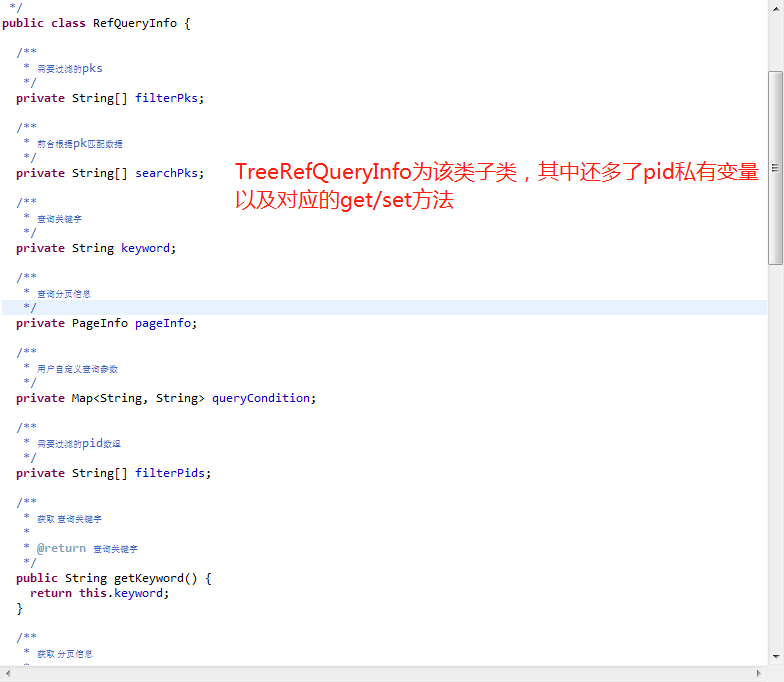 */
public class RefQueryInfo {
/**
* 需要过滤的pks
*/
private String[] filterPks;
/**
* 前台根据pk匹配数据
*/
private String[] searchPks;
TreeRefQueryInfo为该类子类，其中还多了pid私有变量
以及对应的get/set方法
/**
* 查询关键字
*/
private String keyword;
/**
* 查询分页信息
*/
private PageInfo pageInfo;
/**
* 用户自定义查询参数
*/
private Map<String, String> queryCondition;
/**
* 需要过滤的pid数组
*/
private String[] filterPids;
/**
* 获取 查询关键字
*
* @return 查询关键字
*/
public String getKeyword() {
return this.keyword;
}
/**
* 获取 分页信息